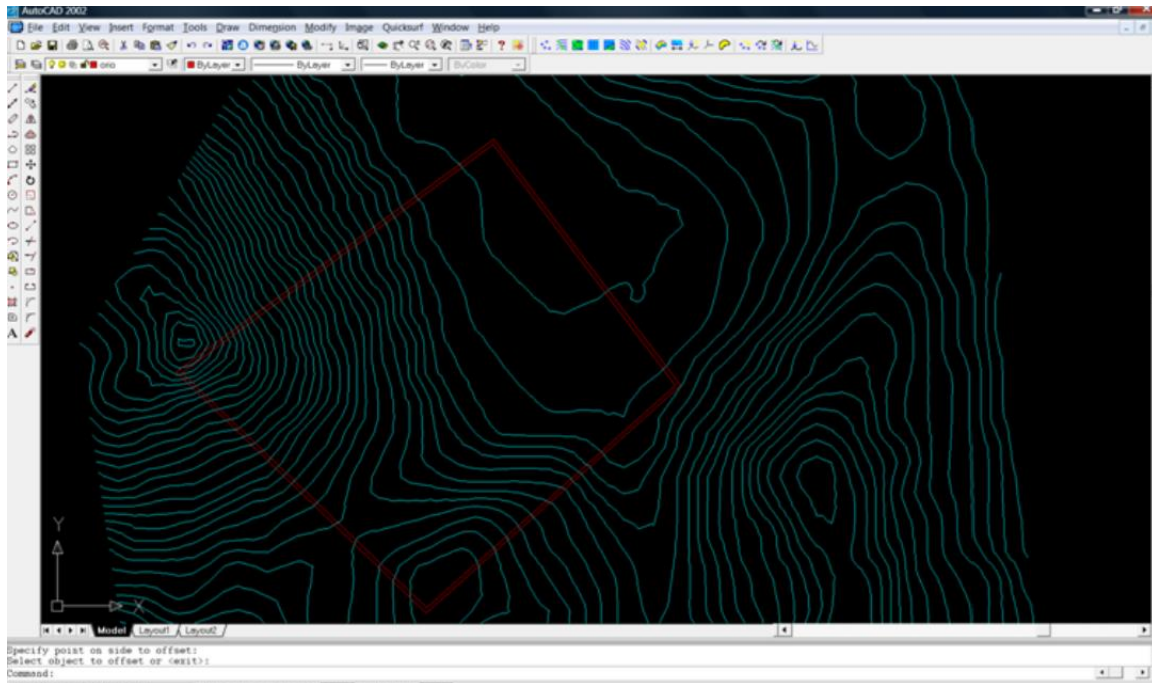 AutoCAD 2002
File Edit View Insert Format Tools Draw Dimension Modify Image Quicksurf Window Help
orio ByLayer ByLayer ByLayer ByColor
Y
X
Model Layout1 Layout2
Specify point on side to offset:
Select object to offset or <exit>:
Command: